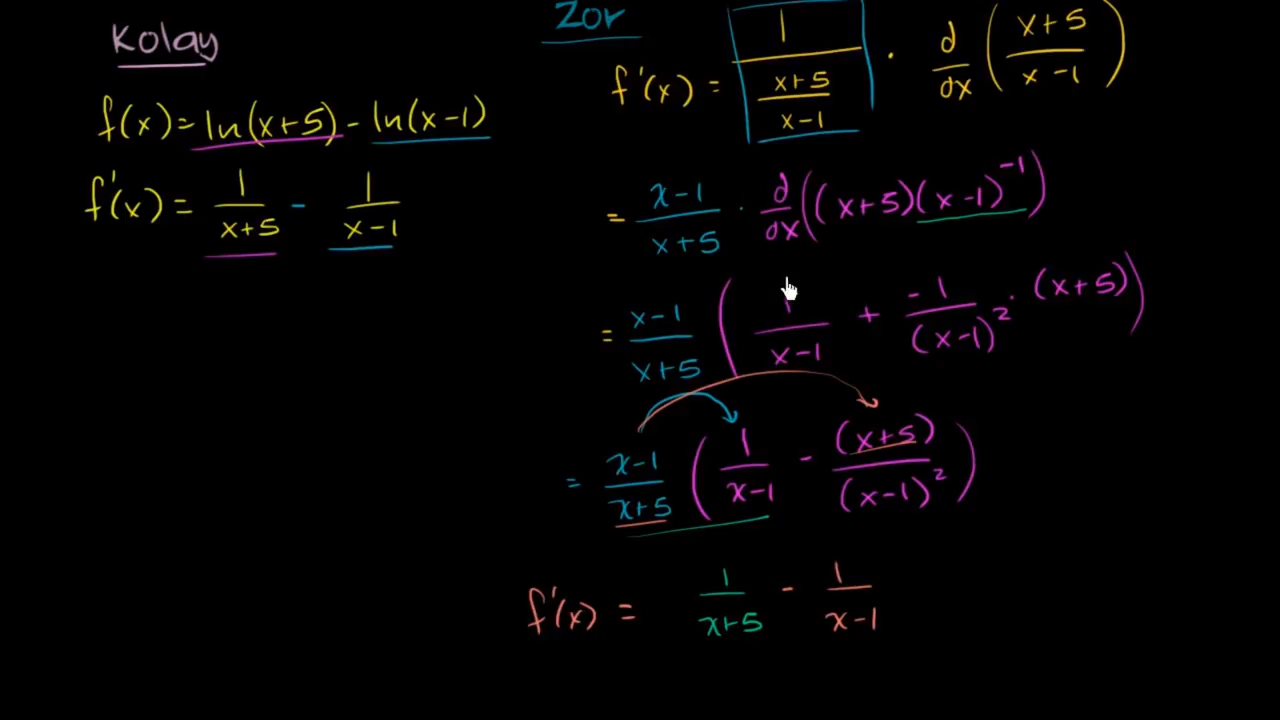 Kolay
f(x) = ln(x+5) - ln(x-1)
f'(x) = 1/(x+5) - 1/(x-1)
Zor
f'(x) = 1/((x+5)/(x-1)) · d/dx ((x+5)/(x-1))
= (x-1)/(x+5) · d/dx((x+5)(x-1)^-1)
= (x-1)/(x+5) (1/(x-1) + -1/(x-1)^2 · (x+5))
= (x-1)/(x+5) (1/(x-1) - (x+5)/(x-1)^2)
f'(x) = 1/(x+5) - 1/(x-1)